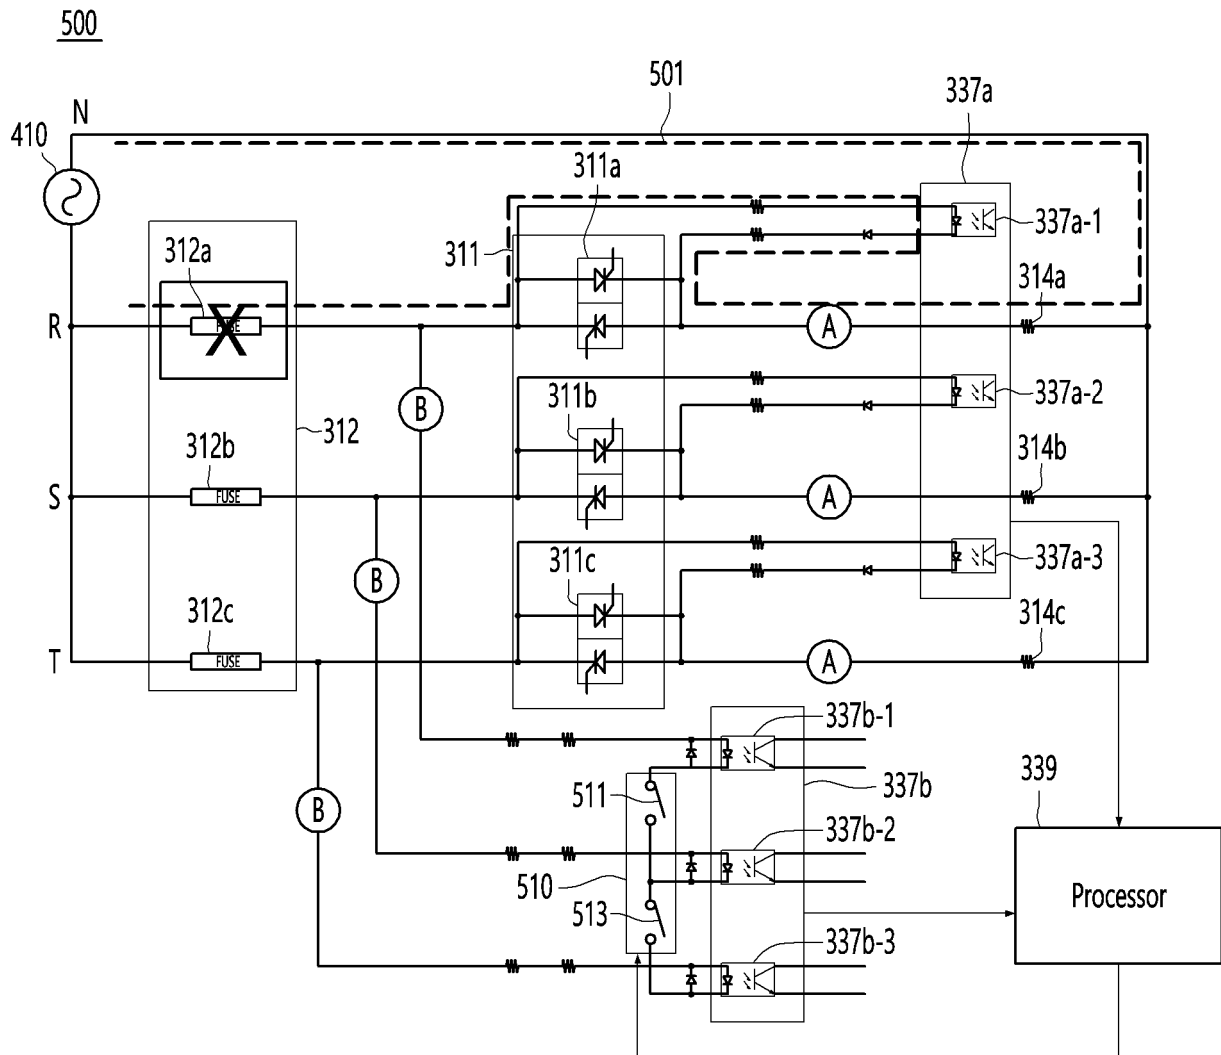 500
501
337a
N
410
311a
312a
311
337a-1
FUSE
314a
R
A
311b
337a-2
B
312
312b
314b
S
FUSE
A
311c
337a-3
B
312c
314c
T
FUSE
A
337b-1
511
337b
339
B
337b-2
510
513
Processor
337b-3